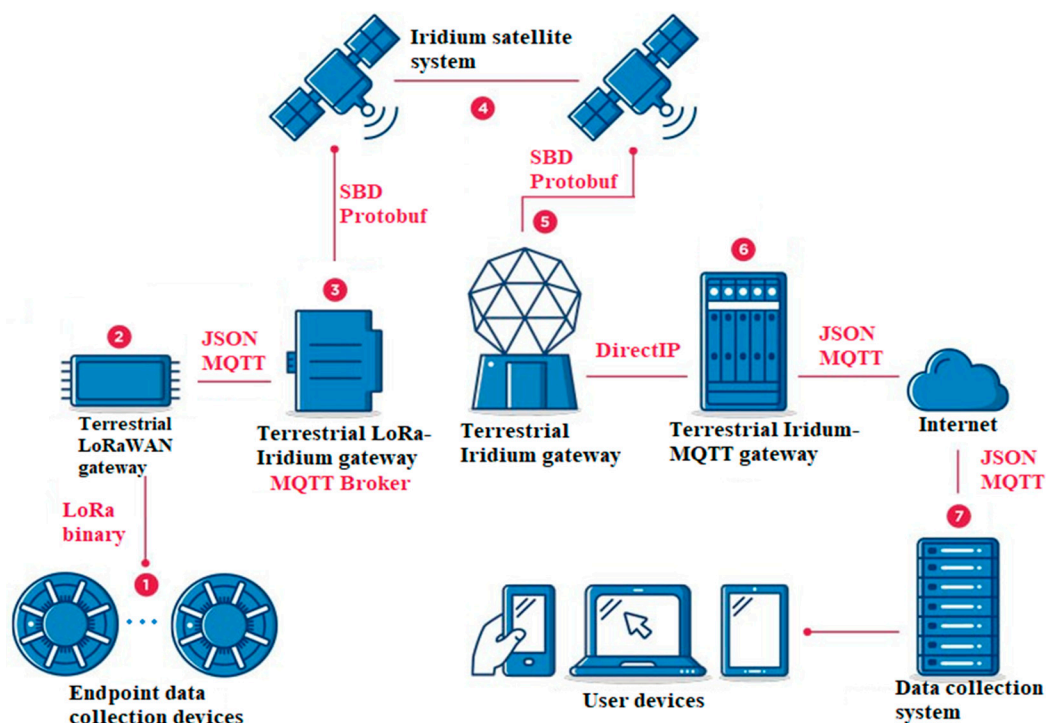 Iridium satellite
system
4
SBD
Protobuf
SBD
Protobuf
5
6
3
2
JSON
MQTT
DirectIP
JSON
MQTT
Terrestrial
LoRaWAN
gateway
Terrestrial LoRa-
Iridium gateway
MQTT Broker
Terrestrial
Iridium gateway
Terrestrial Iridum-
MQTT gateway
Internet
JSON
MQTT
LoRa
binary
7
1
Endpoint data
collection devices
User devices
Data collection
system